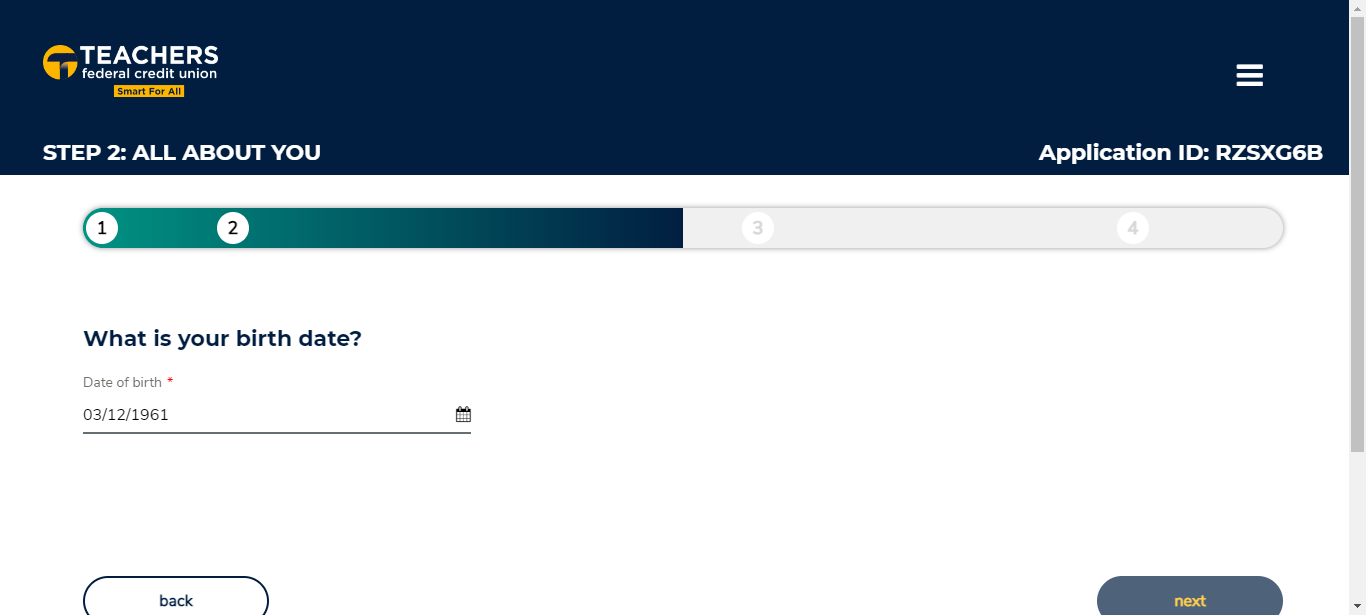 TEACHERS
federal credit union
Smart For All
STEP 2: ALL ABOUT YOU
Application ID: RZSXG6B
1
2
3
4
What is your birth date?
Date of birth *
03/12/1961
back
next